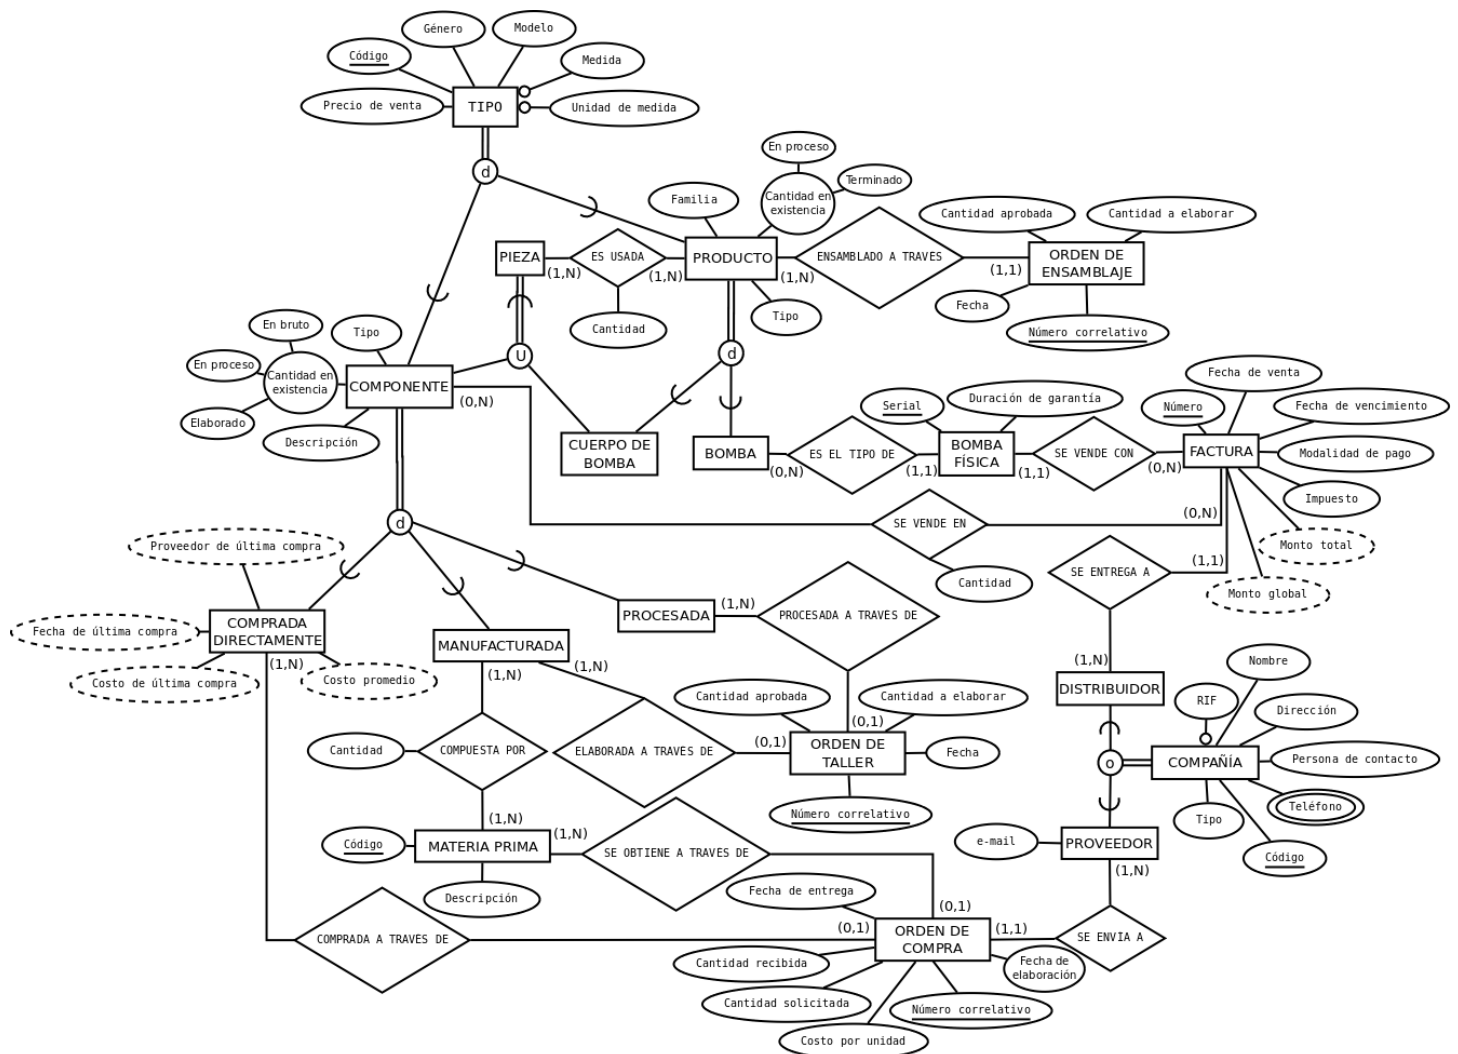 Género
Modelo
Código
Medida
Precio de venta
TIPO
Unidad de medida
d
En proceso
Cantidad en
existencia
Terminado
Familia
Cantidad aprobada
Cantidad a elaborar
PIEZA
(1,N)
ES USADA
(1,N)
PRODUCTO
(1,N)
ENSAMBLADO A TRAVES
(1,1)
ORDEN DE
ENSAMBLAJE
Fecha
Número correlativo
Tipo
Cantidad
En bruto
Tipo
En proceso
Cantidad en
existencia
Elaborado
COMPONENTE
(0,N)
Descripción
U
d
CUERPO DE
BOMBA
BOMBA
(0,N)
ES EL TIPO DE
(1,1)
Serial
Duración de garantía
BOMBA
FÍSICA
(1,1)
SE VENDE CON
(0,N)
Fecha de venta
Número
Fecha de vencimiento
FACTURA
Modalidad de pago
Impuesto
Monto total
Monto global
(0,N)
SE VENDE EN
Cantidad
(1,1)
SE ENTREGA A
d
Proveedor de última compra
Fecha de última compra
COMPRADA
DIRECTAMENTE
(1,N)
Costo de última compra
Costo promedio
MANUFACTURADA
(1,N)
(1,N)
PROCESADA
(1,N)
PROCESADA A TRAVES DE
(1,N)
DISTRIBUIDOR
Nombre
RIF
Dirección
Persona de contacto
COMPAÑÍA
o
Teléfono
Tipo
Código
Cantidad aprobada
Cantidad a elaborar
(0,1)
Cantidad
COMPUESTA POR
ELABORADA A TRAVES DE
(0,1)
ORDEN DE
TALLER
Fecha
Número correlativo
(1,N)
Código
MATERIA PRIMA
(1,N)
SE OBTIENE A TRAVES DE
Descripción
e-mail
PROVEEDOR
(1,N)
Fecha de entrega
(0,1)
COMPRADA A TRAVES DE
(0,1)
ORDEN DE
COMPRA
(1,1)
SE ENVIA A
Cantidad recibida
Fecha de
elaboración
Cantidad solicitada
Número correlativo
Costo por unidad